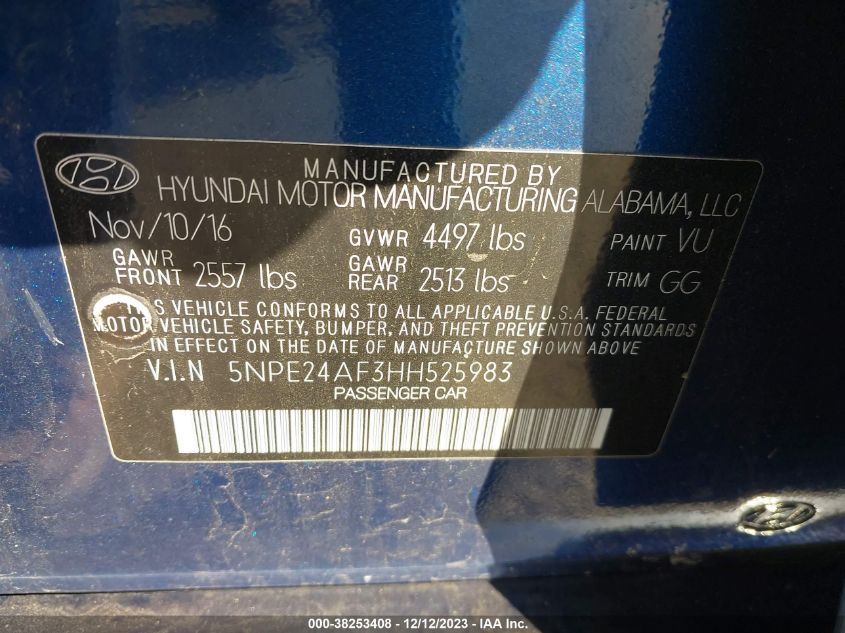 MANUFACTURED BY
HYUNDAI MOTOR MANUFACTURING ALABAMA, LLC
Nov/10/16 GVWR 4497 lbs PAINT VU
GAWR FRONT 2557 lbs GAWR REAR 2513 lbs TRIM GG
THIS VEHICLE CONFORMS TO ALL APPLICABLE U.S.A. FEDERAL
MOTOR VEHICLE SAFETY, BUMPER, AND THEFT PREVENTION STANDARDS
IN EFFECT ON THE DATE OF MANUFACTURE SHOWN ABOVE
V.I.N 5NPE24AF3HH525983
PASSENGER CAR
000-38253408 - 12/12/2023 - IAA Inc.